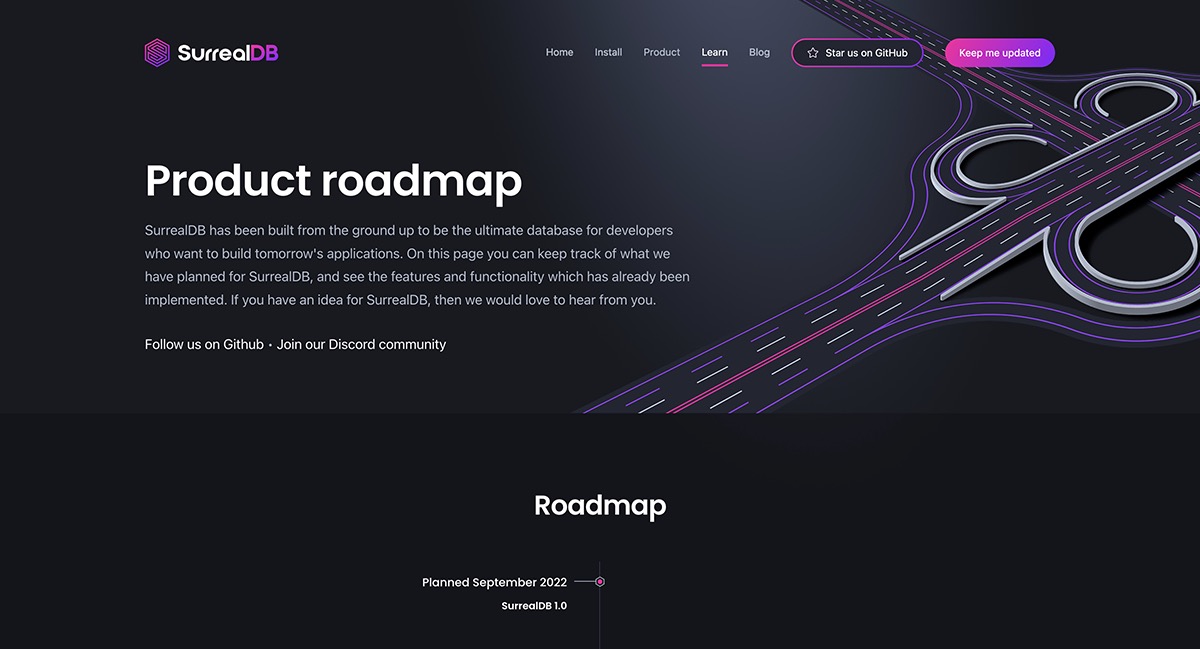 SurrealDB
Home Install Product Learn Blog Star us on GitHub Keep me updated
Product roadmap
SurrealDB has been built from the ground up to be the ultimate database for developers
who want to build tomorrow's applications. On this page you can keep track of what we
have planned for SurrealDB, and see the features and functionality which has already been
implemented. If you have an idea for SurrealDB, then we would love to hear from you.
Follow us on Github • Join our Discord community
Roadmap
Planned September 2022
SurrealDB 1.0